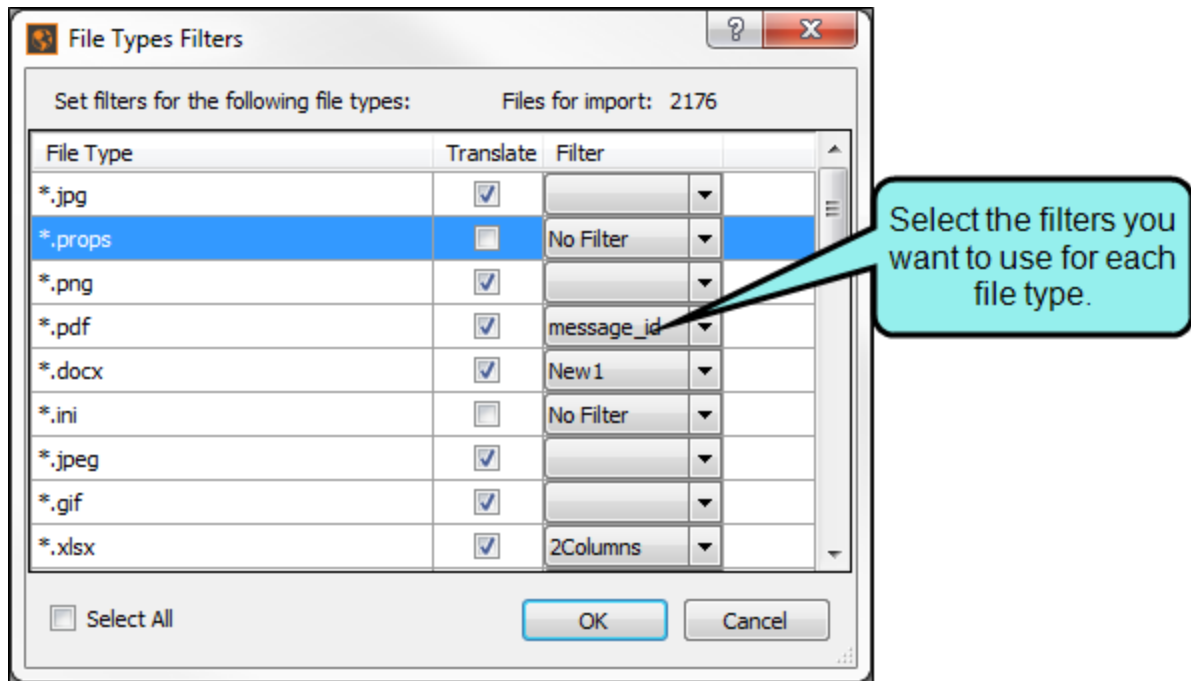 File Types Filters
Set filters for the following file types: Files for import: 2176
File Type Translate Filter
*.jpg
*.props No Filter
*.png
*.pdf message_id
*.docx New1
*.ini No Filter
*.jpeg
*.gif
*.xlsx 2Columns
Select All OK Cancel
Select the filters you
want to use for each
file type.